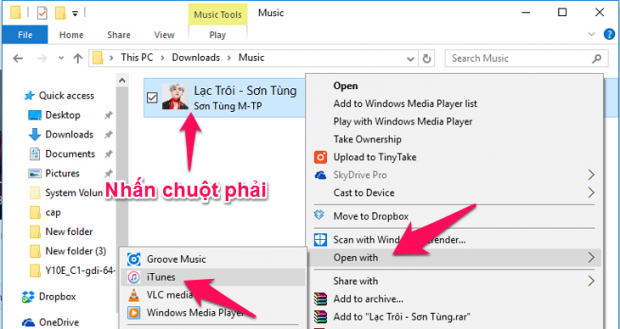 Music Tools
Music
File
Home
Share
View
Play
This PC > Downloads > Music
Search Music
Quick access
Desktop
Downloads
Documents
Pictures
System Volun
cap
New folder
New folder (3)
Y10E_C1-gdi-64-
Dropbox
OneDrive
Lạc Trôi - Sơn Tùng
Sơn Tùng M-TP
Nhấn chuột phải
Open
Add to Windows Media Player list
Play with Windows Media Player
Take Ownership
Upload to TinyTake
SkyDrive Pro
Cast to Device
Move to Dropbox
Scan with Wind
Open with
Share with
Add to archive...
Add to "Lạc Trôi - Sơn Tùng.rar"
Groove Music
iTunes
VLC media
Windows Media Player